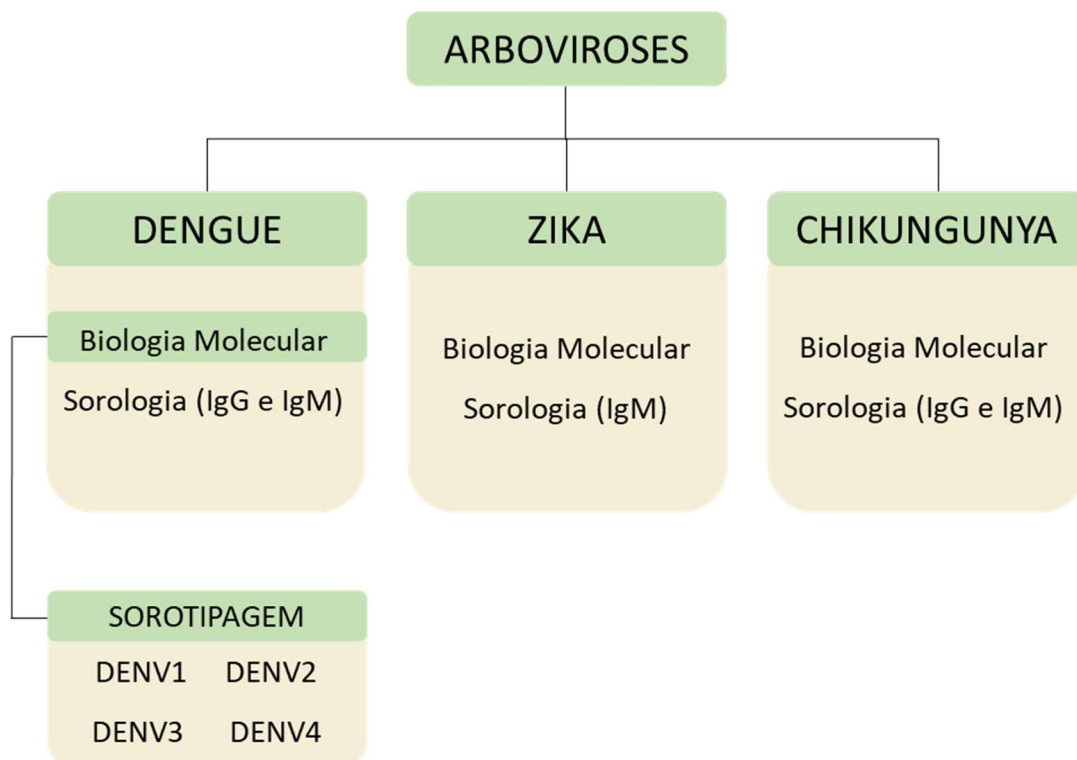 ARBOVIROSES
DENGUE
Biologia Molecular
Sorologia (IgG e IgM)
ZIKA
Biologia Molecular
Sorologia (IgM)
CHIKUNGUNYA
Biologia Molecular
Sorologia (IgG e IgM)
SOROTIPAGEM
DENV1 DENV2
DENV3 DENV4